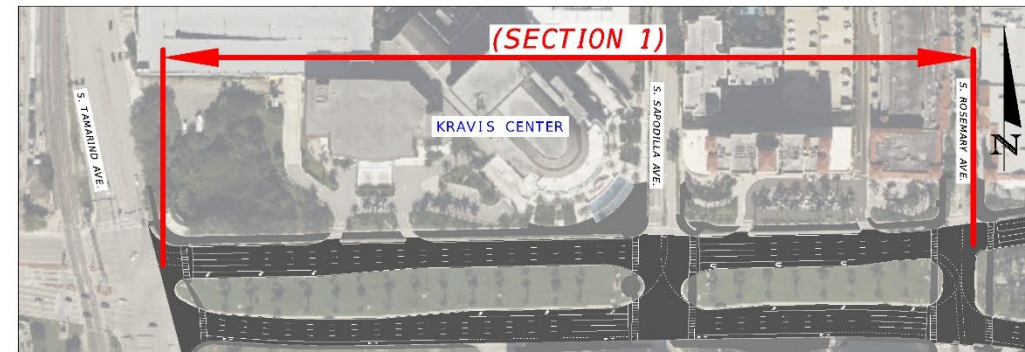 (SECTION 1)
S. TAMARIND AVE.
KRAVIS CENTER
S. SAPODILLA AVE.
S. ROSEMARY AVE.
N